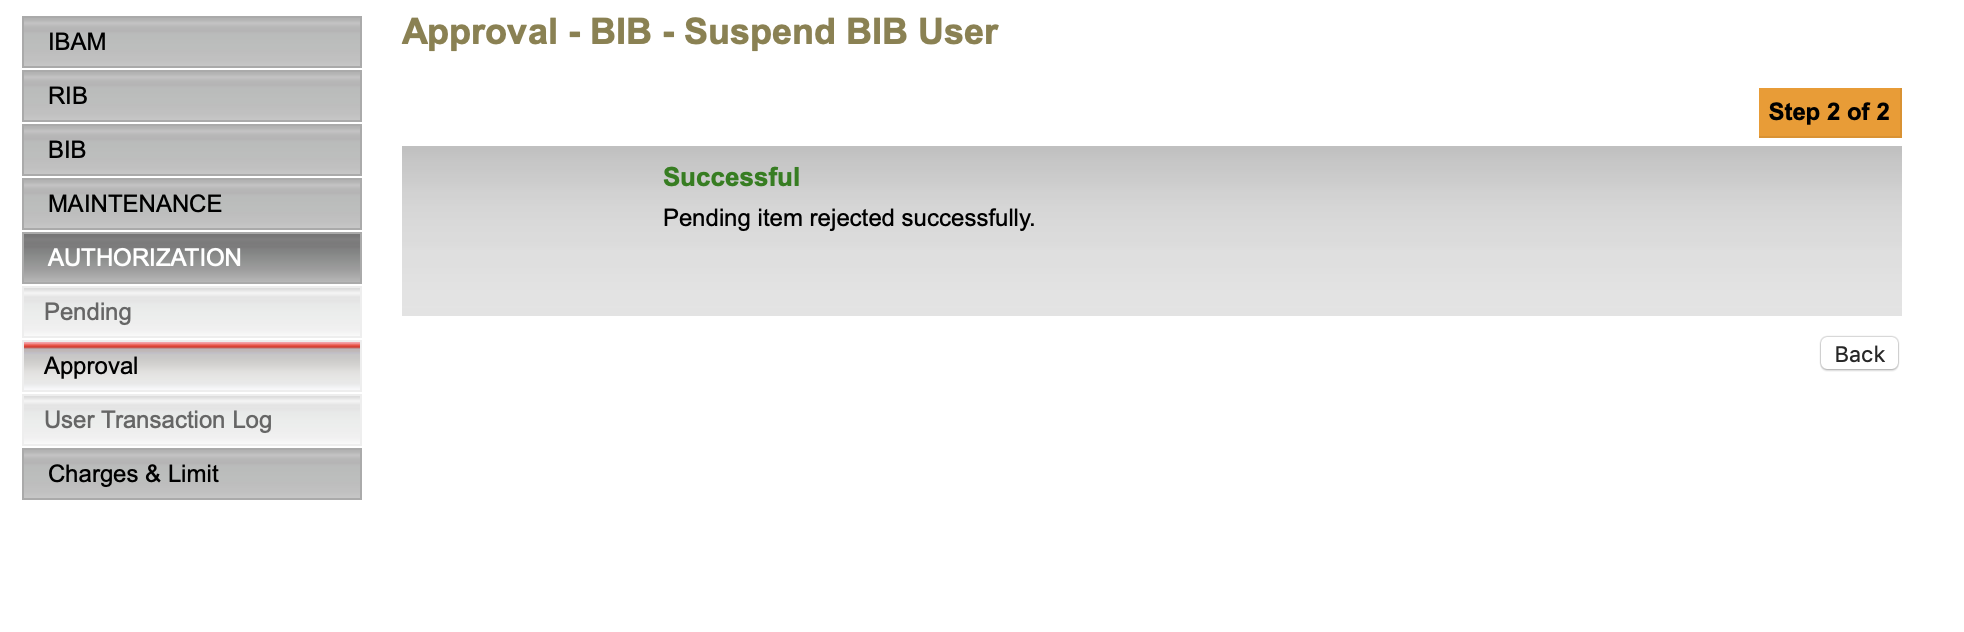 IBAM
RIB
BIB
MAINTENANCE
AUTHORIZATION
Pending
Approval
User Transaction Log
Charges & Limit
Approval - BIB - Suspend BIB User
Step 2 of 2
Successful
Pending item rejected successfully.
Back